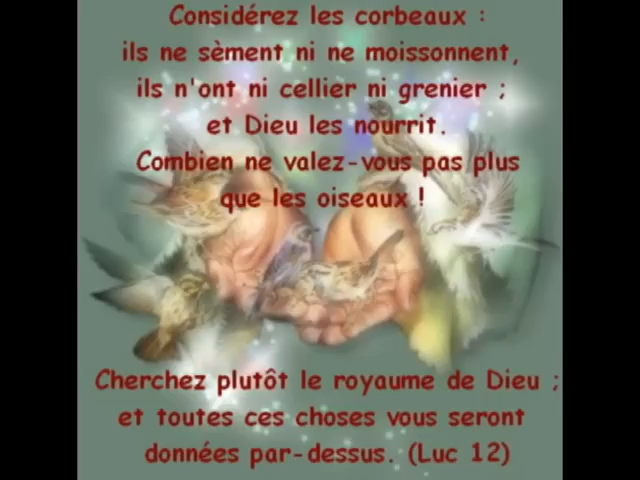 Considérez les corbeaux :
ils ne sèment ni ne moissonnent,
ils n'ont ni cellier ni grenier ;
et Dieu les nourrit.
Combien ne valez-vous pas plus
que les oiseaux !
Cherchez plutôt le royaume de Dieu ;
et toutes ces choses vous seront
données par-dessus. (Luc 12)